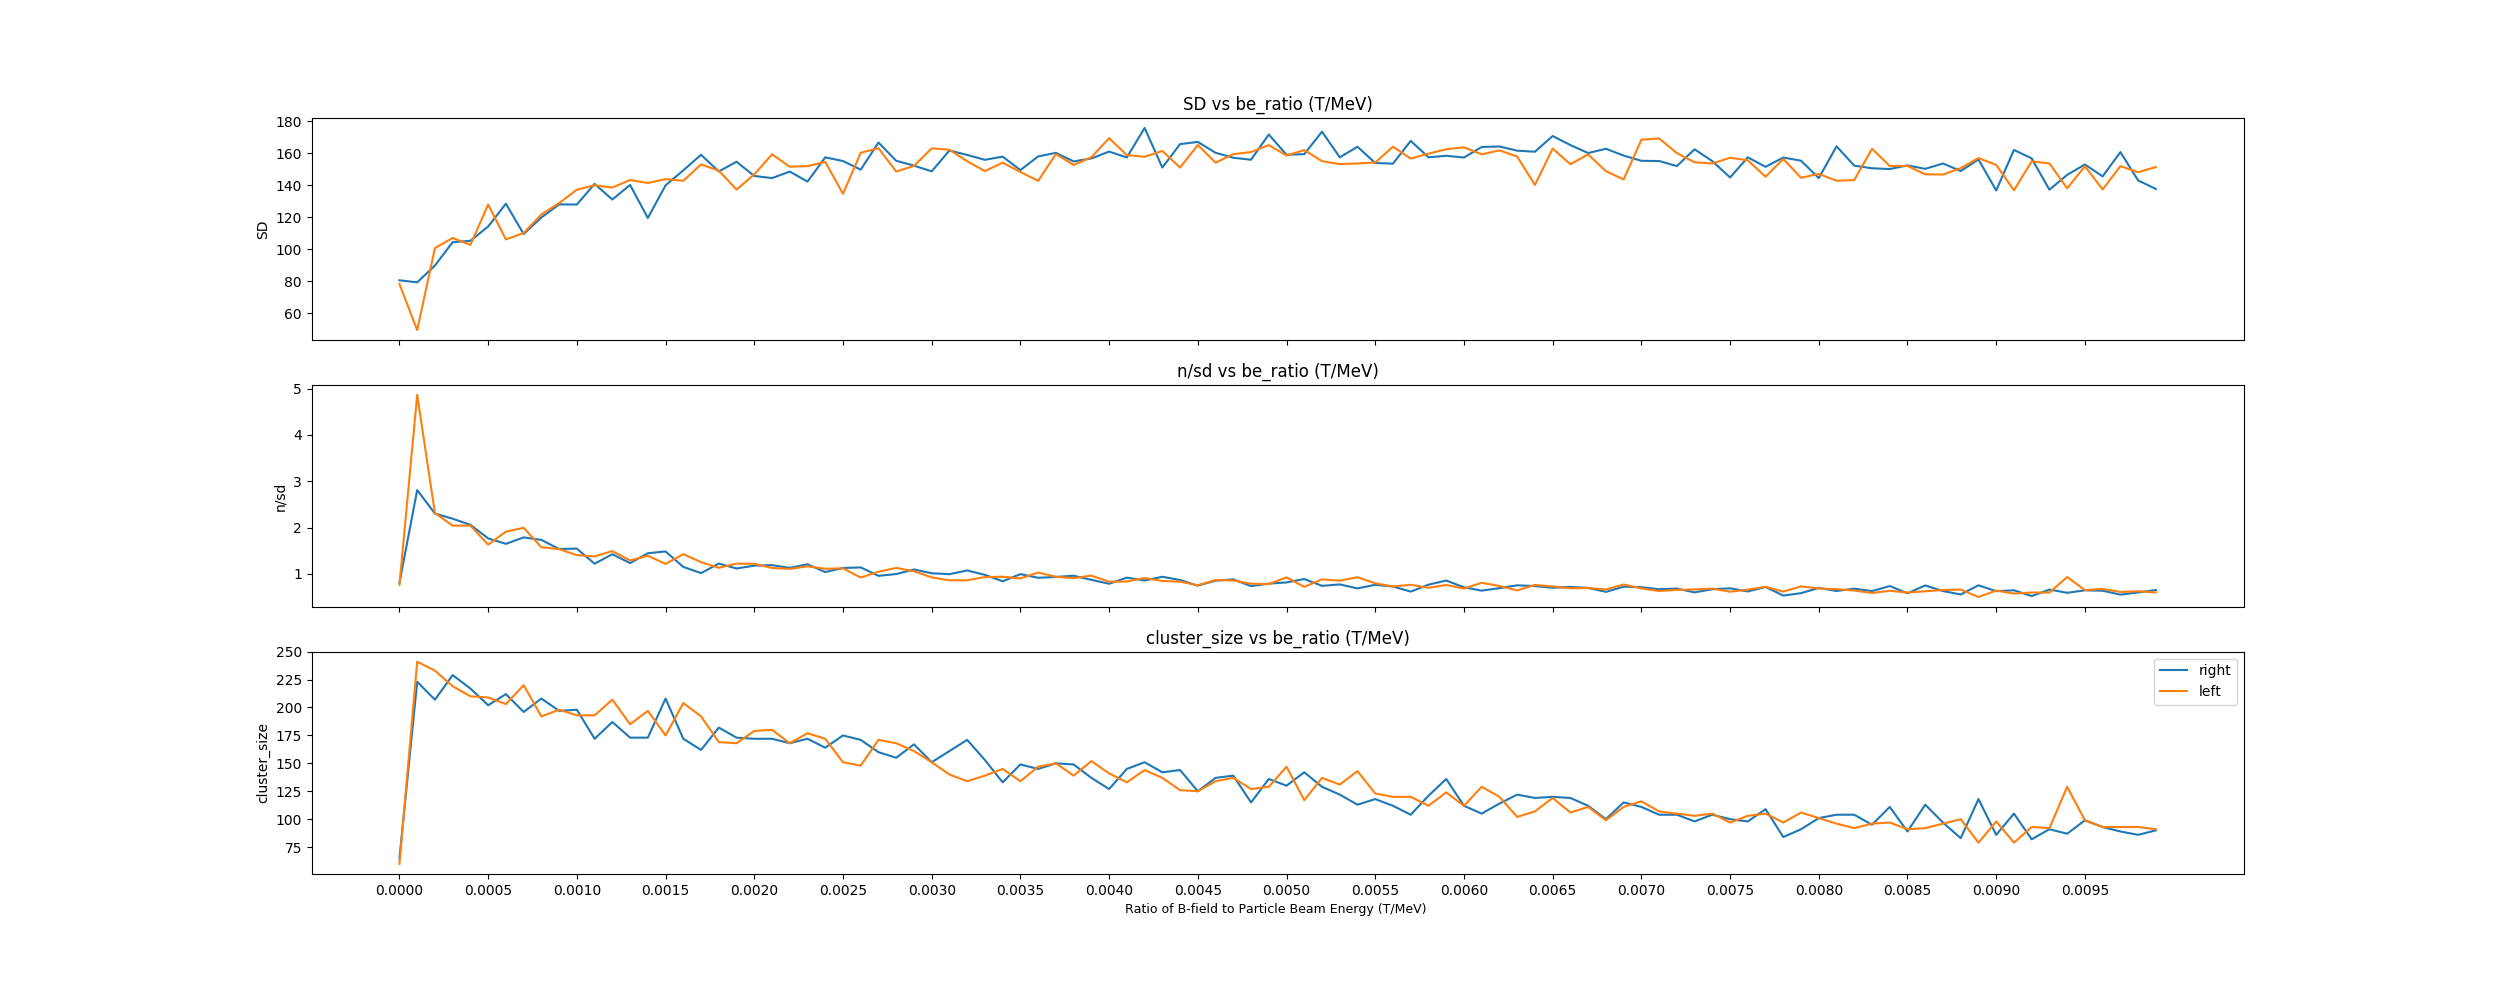 SD vs be_ratio (T/MeV)
180
160
140
120
100
80
60
SD
n/sd vs be_ratio (T/MeV)
5
4
3
2
1
n/sd
cluster_size vs be_ratio (T/MeV)
250
225
200
175
150
125
100
75
cluster_size
right
left
0.0000 0.0005 0.0010 0.0015 0.0020 0.0025 0.0030 0.0035 0.0040 0.0045 0.0050 0.0055 0.0060 0.0065 0.0070 0.0075 0.0080 0.0085 0.0090 0.0095
Ratio of B-field to Particle Beam Energy (T/MeV)